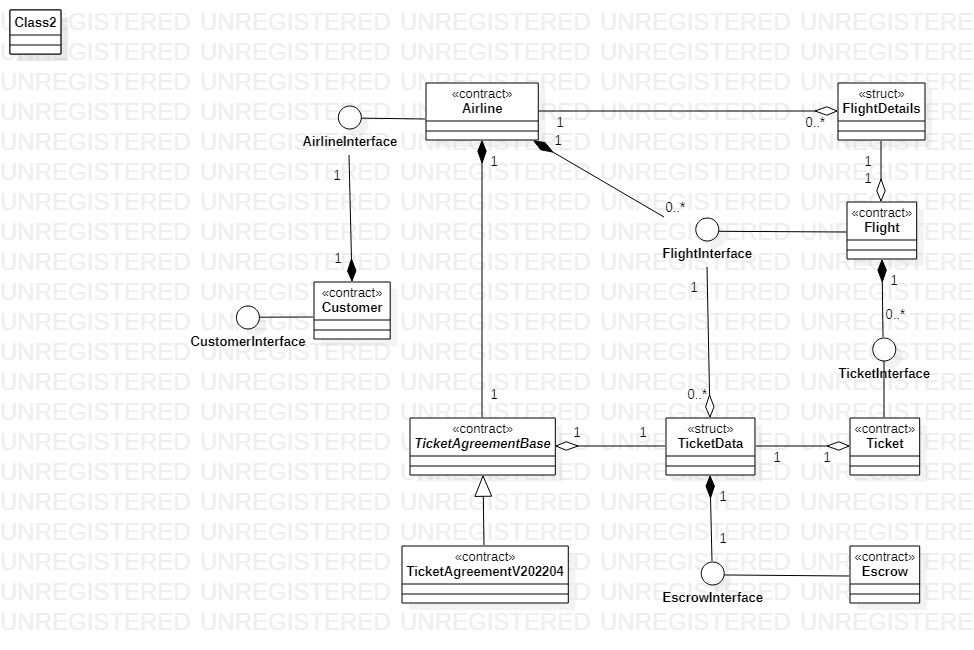 Class2
UNREGISTERED UNREGISTERED UNREGISTERED UNREGISTERED UNREGISTERED
«contract»
Airline
«struct»
FlightDetails
AirlineInterface
1
0..*
1
1
1
1
1
0..*
«contract»
Flight
FlightInterface
1
«contract»
Customer
CustomerInterface
1
1
0..*
TicketInterface
1
0..*
«contract»
TicketAgreementBase
1
1
«struct»
TicketData
1
1
«contract»
Ticket
1
1
«contract»
TicketAgreementV202204
EscrowInterface
«contract»
Escrow